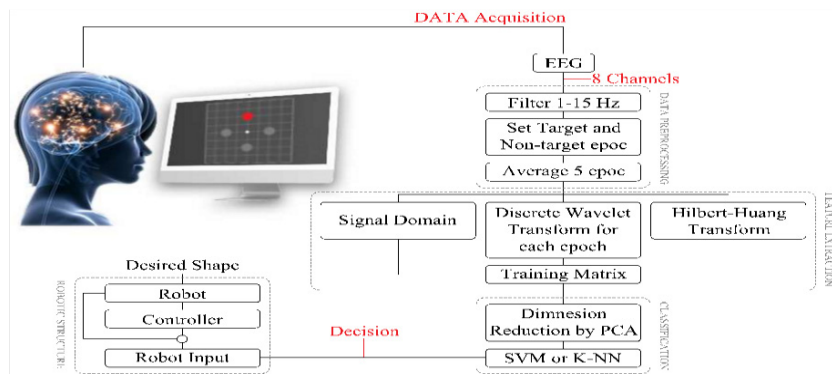 DATA Acquisition
EEG
8 Channels
Filter 1-15 Hz
Set Target and
Non-target epoc
Average 5 epoc
DATA PREPROCESSING
Signal Domain
Discrete Wavelet
Transform for
each epoch
Hilbert-Huang
Transform
Training Matrix
FEATURE EXTRACTION
Desired Shape
Robot
Controller
Robot Input
ROBOTIC STRUCTURE
Decision
Dimnesion
Reduction by PCA
SVM or K-NN
CLASSIFICATION